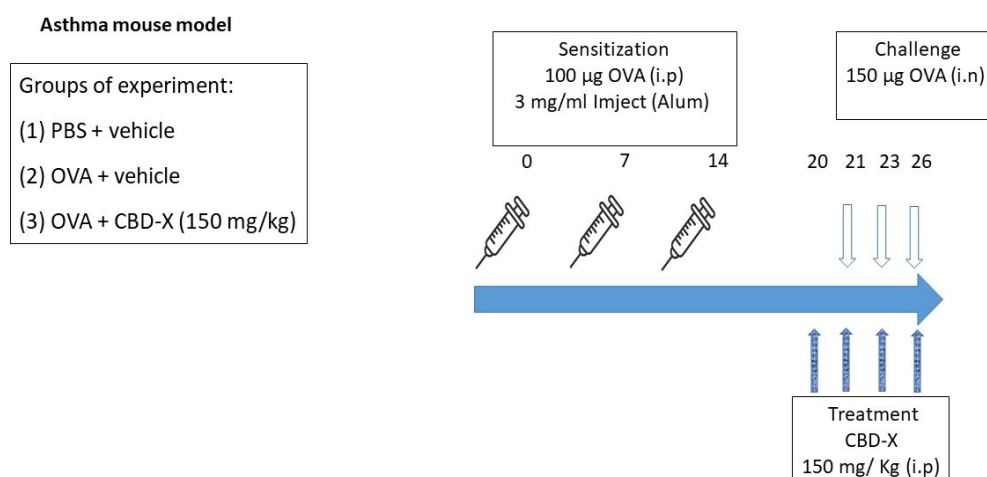 Asthma mouse model
Groups of experiment:
(1) PBS + vehicle
(2) OVA + vehicle
(3) OVA + CBD-X (150 mg/kg)
Sensitization
100 µg OVA (i.p)
3 mg/ml Imject (Alum)
Challenge
150 µg OVA (i.n)
0 7 14 20 21 23 26
Treatment
CBD-X
150 mg/ Kg (i.p)